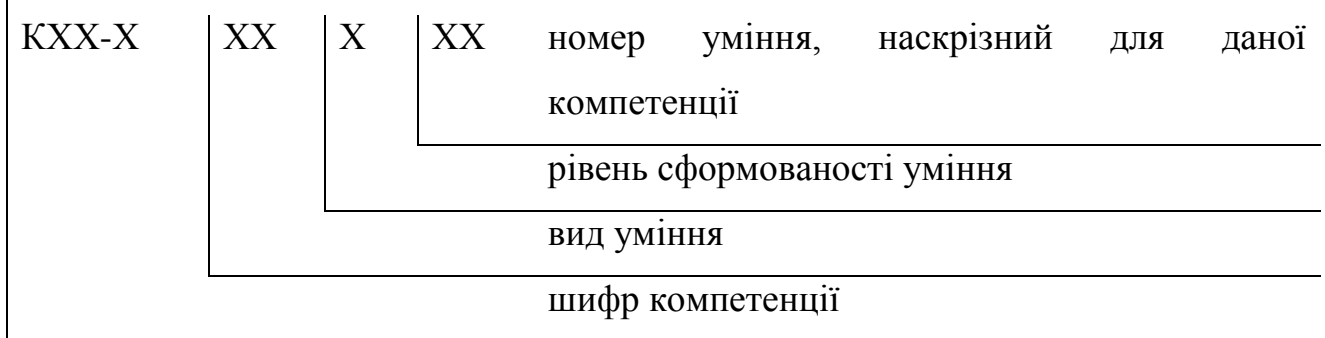 КХХ-Х ХХ Х ХХ номер уміння, наскрізний для даної
компетенції
рівень сформованості уміння
вид уміння
шифр компетенції